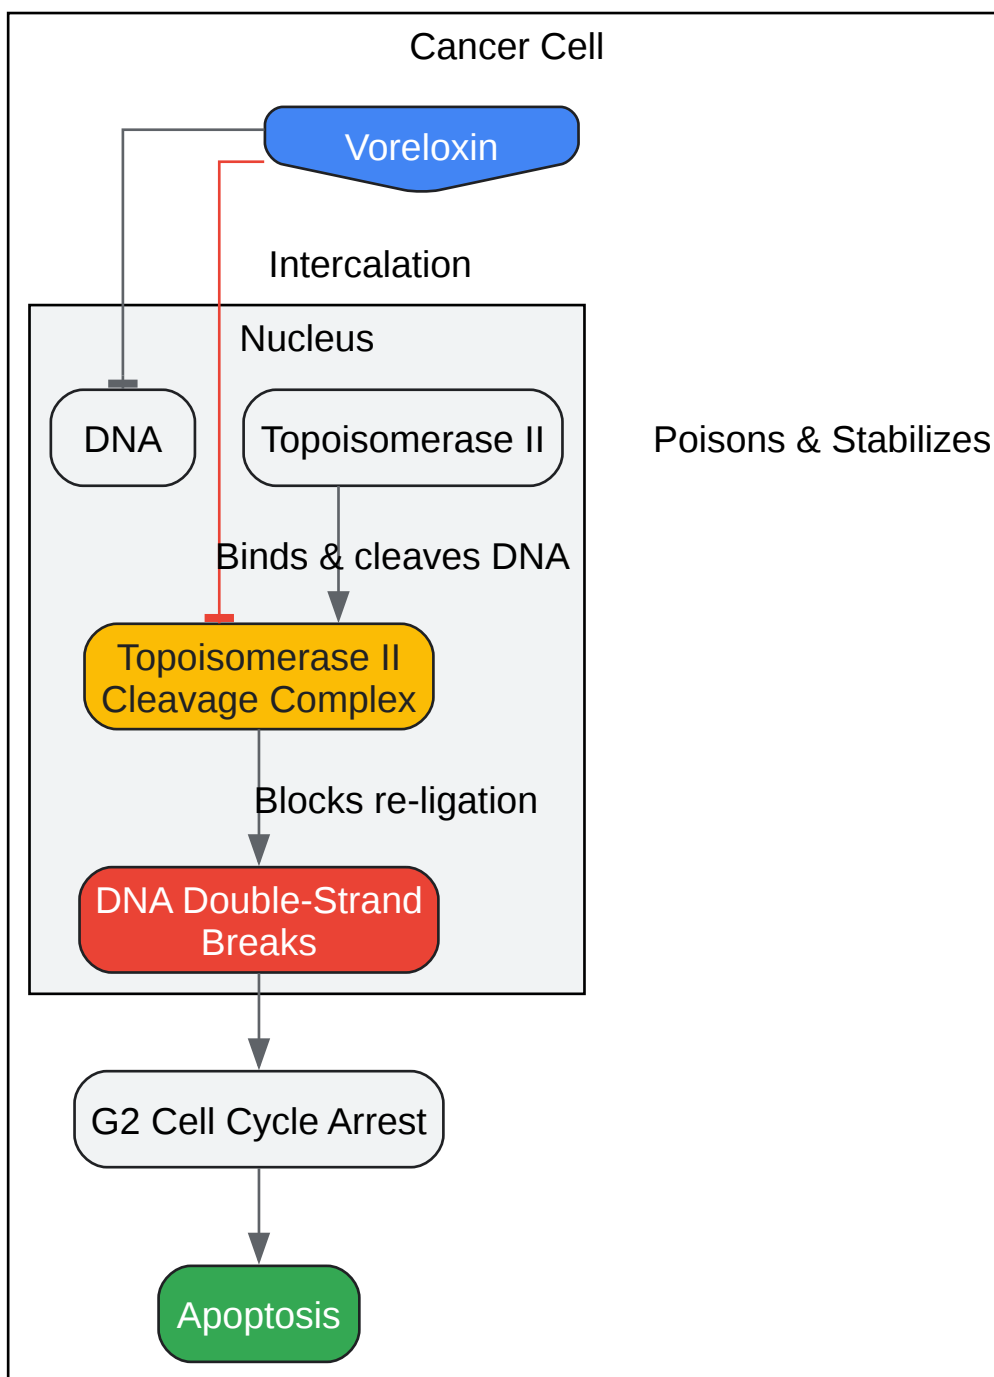 Cancer Cell
Voreloxin
Intercalation
Nucleus
DNA
Topoisomerase II
Poisons & Stabilizes
Binds & cleaves DNA
Topoisomerase II
Cleavage Complex
Blocks re-ligation
DNA Double-Strand
Breaks
G2 Cell Cycle Arrest
Apoptosis